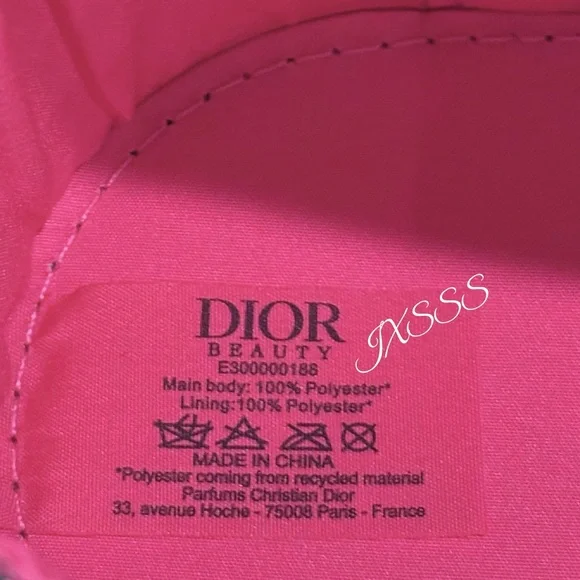 DIOR
BEAUTY
E300000188
Main body: 100% Polyester*
Lining:100% Polyester*
MADE IN CHINA
*Polyester coming from recycled material
Parfums Christian Dior
33, avenue Hoche - 75008 Paris - France
JXSSS